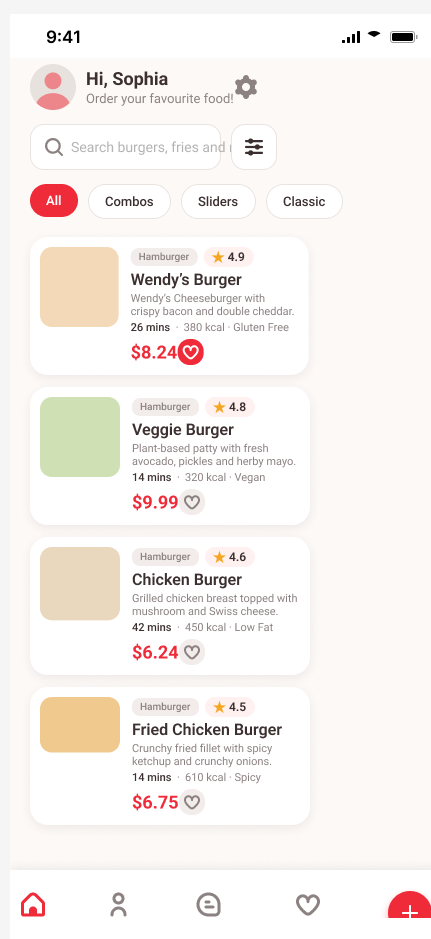 9:41
Hi, Sophia
Order your favourite food!
Search burgers, fries and
All
Combos
Sliders
Classic
Hamburger
4.9
Wendy’s Burger
Wendy’s Cheeseburger with
crispy bacon and double cheddar.
26 mins · 380 kcal · Gluten Free
$8.24
Hamburger
4.8
Veggie Burger
Plant-based patty with fresh
avocado, pickles and herby mayo.
14 mins · 320 kcal · Vegan
$9.99
Hamburger
4.6
Chicken Burger
Grilled chicken breast topped with
mushroom and Swiss cheese.
42 mins · 450 kcal · Low Fat
$6.24
Hamburger
4.5
Fried Chicken Burger
Crunchy fried fillet with spicy
ketchup and crunchy onions.
14 mins · 610 kcal · Spicy
$6.75